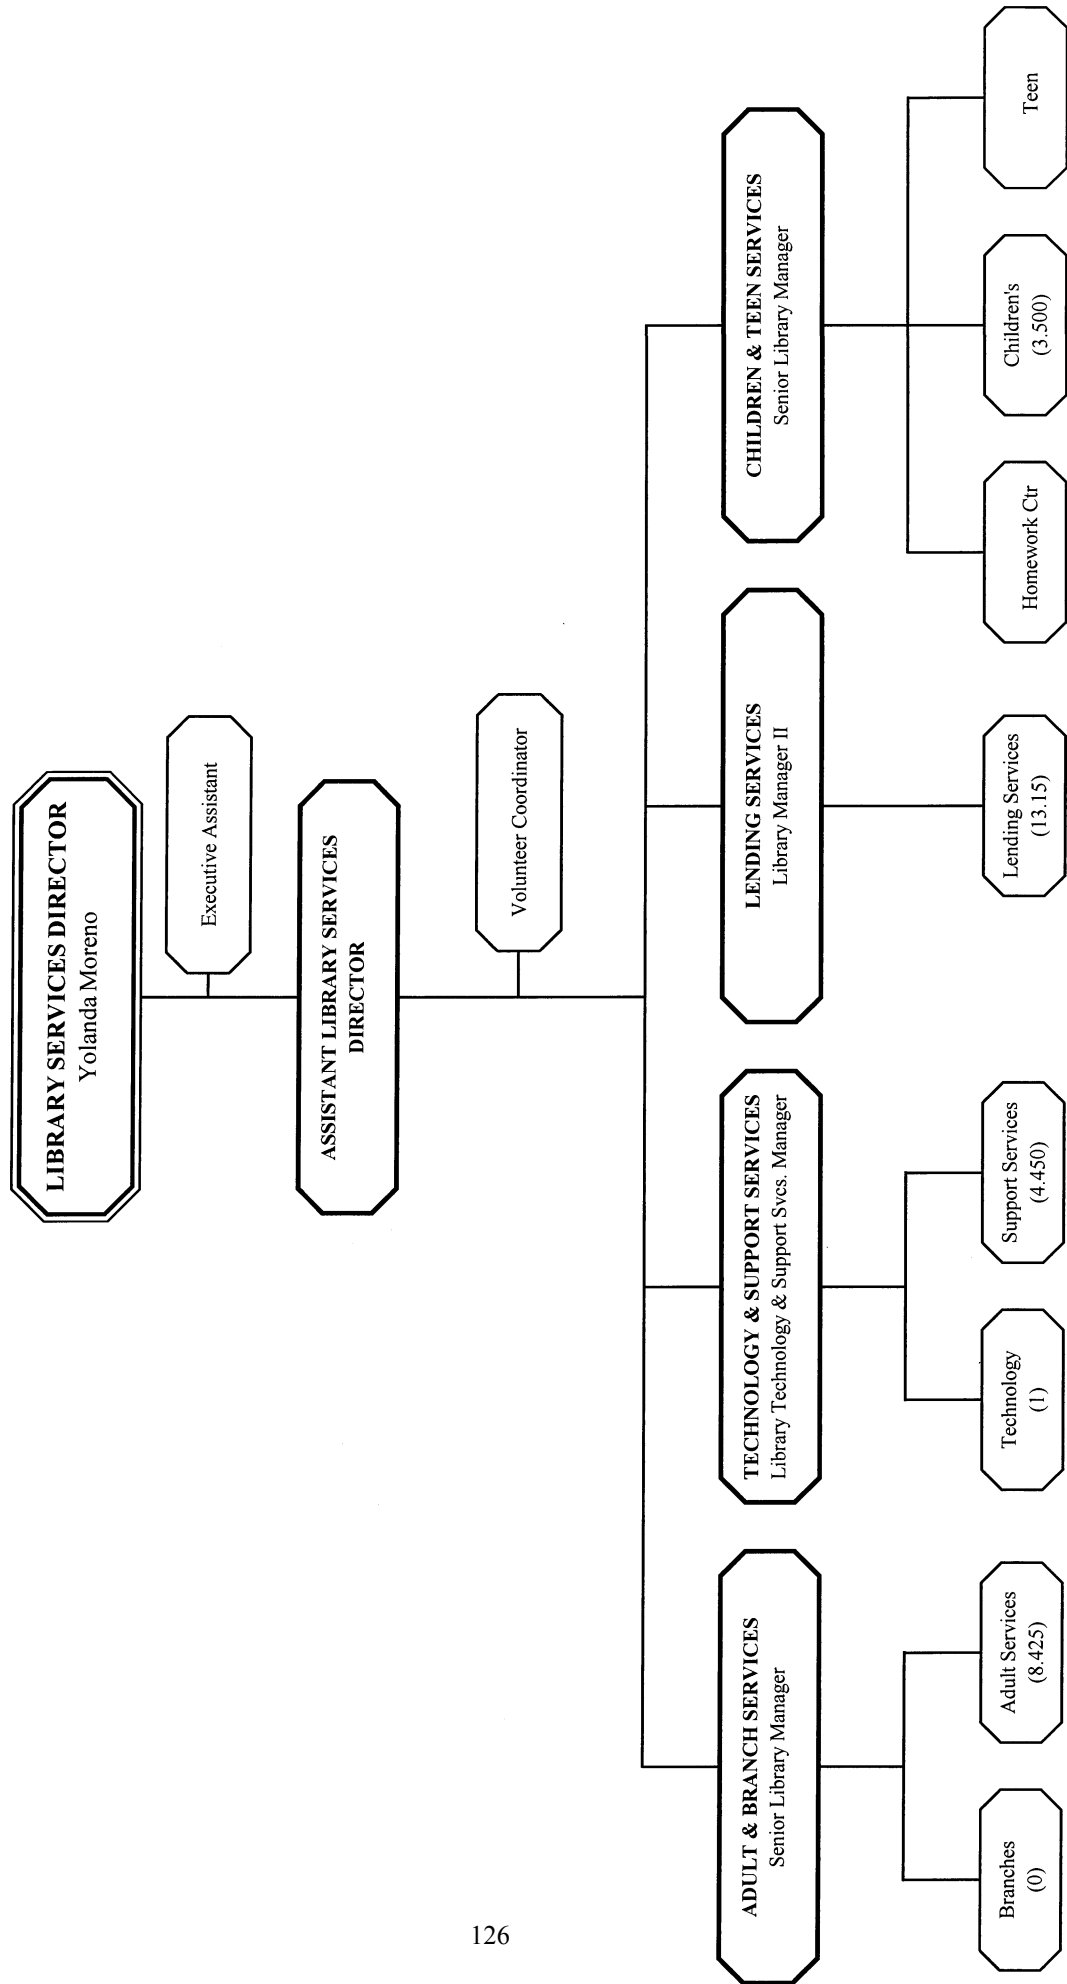 LIBRARY SERVICES DIRECTOR
Yolanda Moreno
Executive Assistant
ASSISTANT LIBRARY SERVICES
DIRECTOR
Volunteer Coordinator
ADULT & BRANCH SERVICES
Senior Library Manager
TECHNOLOGY & SUPPORT SERVICES
Library Technology & Support Svcs. Manager
LENDING SERVICES
Library Manager II
CHILDREN & TEEN SERVICES
Senior Library Manager
Branches
(0)
Adult Services
(8.425)
Technology
(1)
Support Services
(4.450)
Lending Services
(13.15)
Homework Ctr
Children's
(3.500)
Teen
126